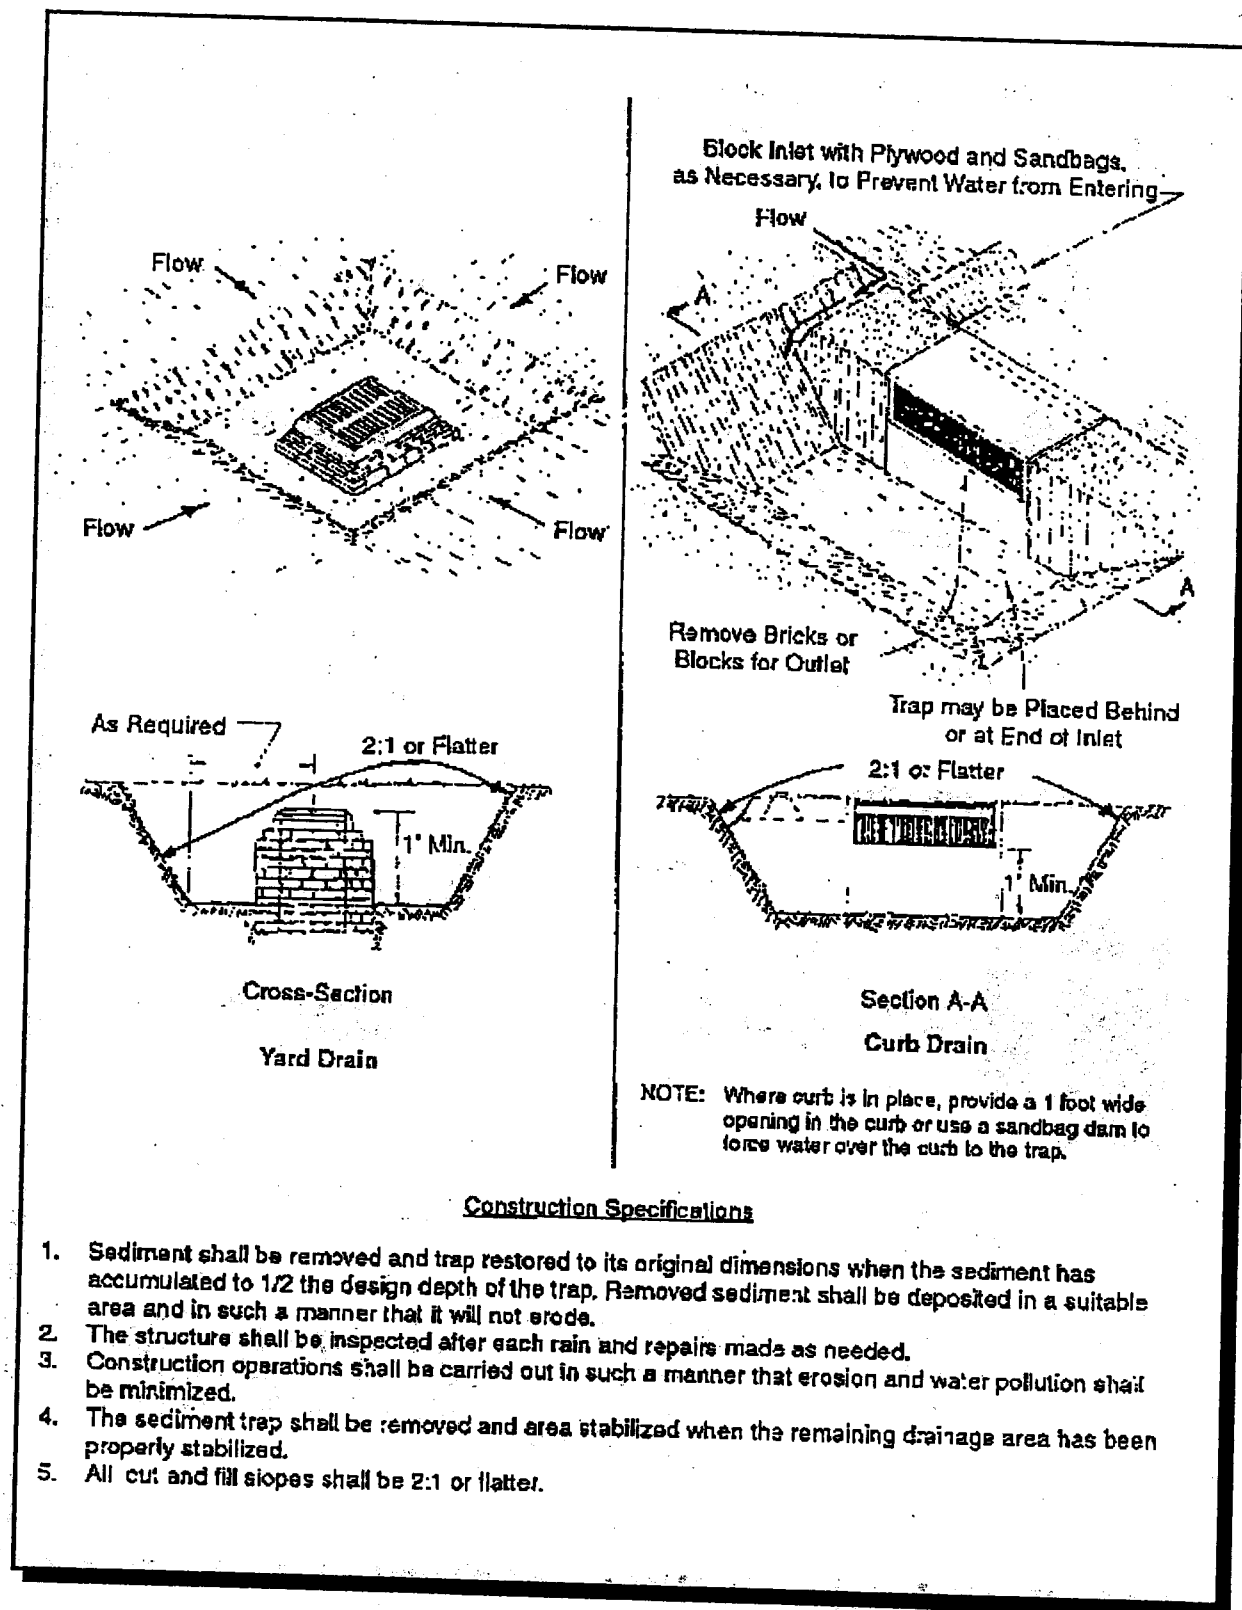 Flow
Flow
Flow
Flow
As Required
2:1 or Flatter
1' Min.
Cross-Section
Yard Drain
Block Inlet with Plywood and Sandbags,
as Necessary, to Prevent Water from Entering
Flow
A
A
Remove Bricks or
Blocks for Outlet
Trap may be Placed Behind
or at End of Inlet
2:1 or Flatter
1' Min.
Section A-A
Curb Drain
NOTE: Where curb is in place, provide a 1 foot wide
opening in the curb or use a sandbag dam to
force water over the curb to the trap.
Construction Specifications
1. Sediment shall be removed and trap restored to its original dimensions when the sediment has
accumulated to 1/2 the design depth of the trap. Removed sediment shall be deposited in a suitable
area and in such a manner that it will not erode.
2. The structure shall be inspected after each rain and repairs made as needed.
3. Construction operations shall be carried out in such a manner that erosion and water pollution shall
be minimized.
4. The sediment trap shall be removed and area stabilized when the remaining drainage area has been
properly stabilized.
5. All cut and fill slopes shall be 2:1 or flatter.